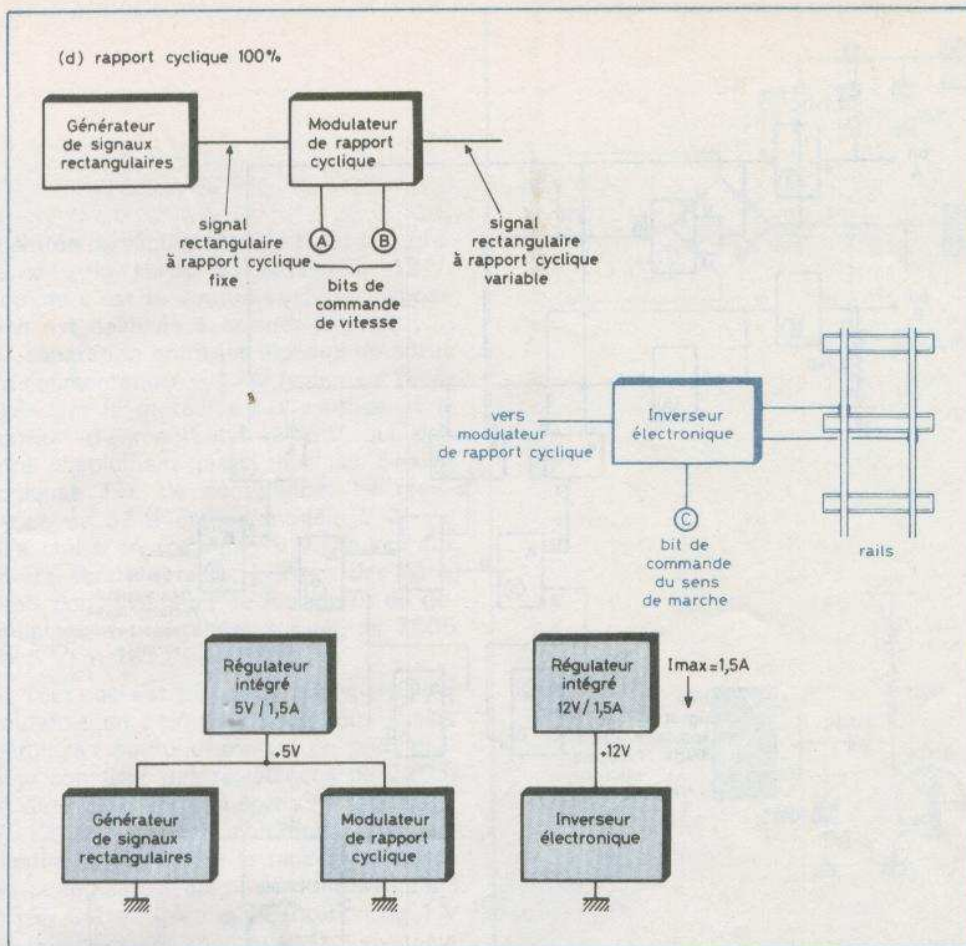 (d) rapport cyclique 100%
Générateur
de signaux
rectangulaires
Modulateur
de rapport
cyclique
signal
rectangulaire
à rapport cyclique
fixe
A
B
bits de
commande
de vitesse
signal
rectangulaire
à rapport cyclique
variable
vers
modulateur
de rapport cyclique
Inverseur
électronique
C
bit de
commande
du sens
de marche
rails
Régulateur
intégré
5V / 1,5A
+5V
Générateur
de signaux
rectangulaires
Modulateur
de rapport
cyclique
Régulateur
intégré
12V / 1,5A
Imax=1,5A
+12V
Inverseur
électronique